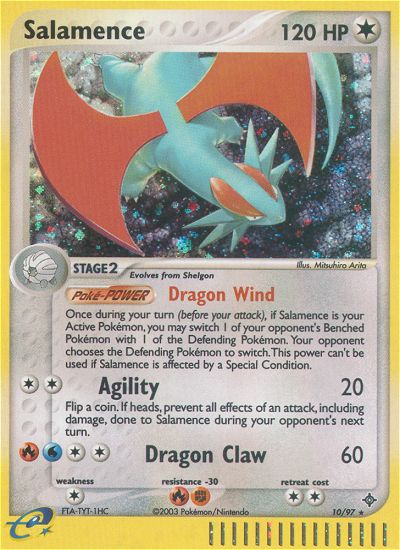 Salamence 120 HP
Illus. Mitsuhiro Arita
STAGE2
Evolves from Shelgon
Poké-POWER Dragon Wind
Once during your turn (before your attack), if Salamence is your
Active Pokémon, you may switch 1 of your opponent's Benched
Pokémon with 1 of the Defending Pokémon. Your opponent
chooses the Defending Pokémon to switch. This power can't be
used if Salamence is affected by a Special Condition.
Agility 20
Flip a coin. If heads, prevent all effects of an attack, including
damage, done to Salamence during your opponent's next
turn.
Dragon Claw 60
weakness resistance -30 retreat cost
FTA-TYT-1HC ©2003 Pokémon/Nintendo 10/97 ★
e